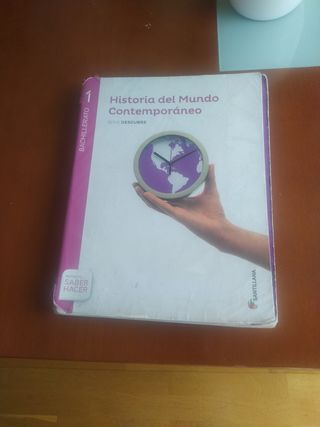 1
BACHILLERATO
Historia del Mundo
Contemporáneo
SERIE DESCUBRE
SABER
HACER
SANTILLANA